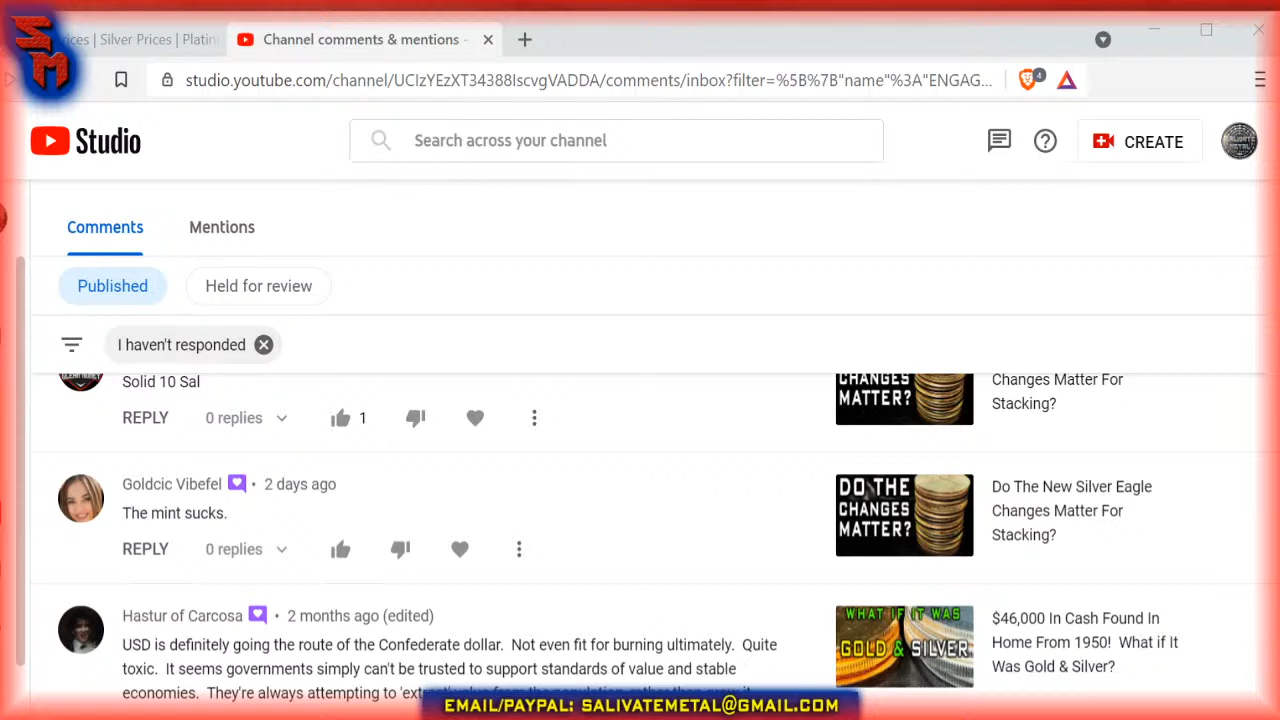 SM
ices | Silver Prices | Platin
Channel comments & mentions -
studio.youtube.com/channel/UCIzYEzXT34388IscvgVADDA/comments/inbox?filter=%5B%7B"name"%3A"ENGAG...
4
Studio
Search across your channel
CREATE
Comments
Mentions
Published
Held for review
I haven't responded
Solid 10 Sal
REPLY 0 replies 1
CHANGES
MATTER?
Changes Matter For
Stacking?
Goldcic Vibefel • 2 days ago
The mint sucks.
REPLY 0 replies
DO THE
CHANGES
MATTER?
Do The New Silver Eagle
Changes Matter For
Stacking?
Hastur of Carcosa • 2 months ago (edited)
USD is definitely going the route of the Confederate dollar. Not even fit for burning ultimately. Quite
toxic. It seems governments simply can't be trusted to support standards of value and stable
economies. They're always attempting to 'extract
WHAT IF IT WAS
GOLD & SILVER
$46,000 In Cash Found In
Home From 1950! What if It
Was Gold & Silver?
EMAIL/PAYPAL: SALIVATEMETAL@GMAIL.COM